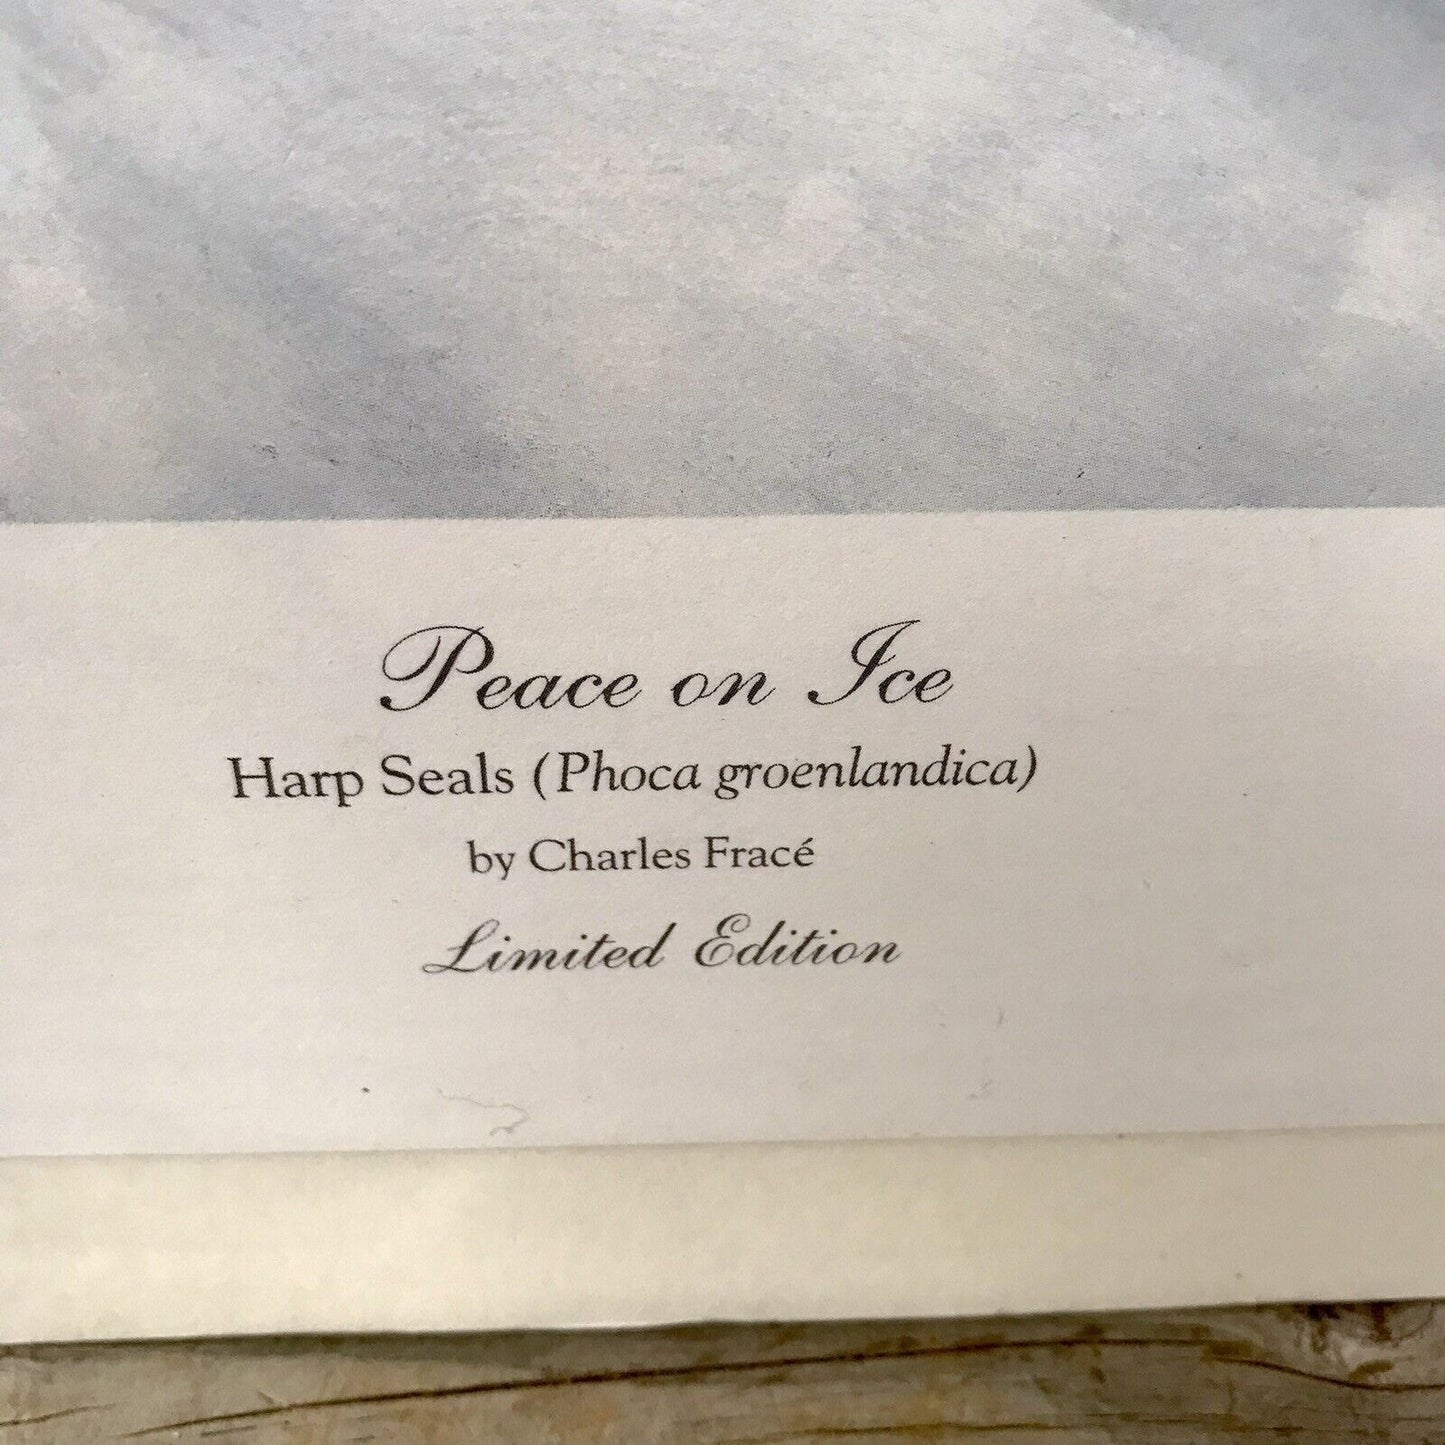 Peace on Ice
Harp Seals (Phoca groenlandica)
by Charles Fracé
Limited Edition